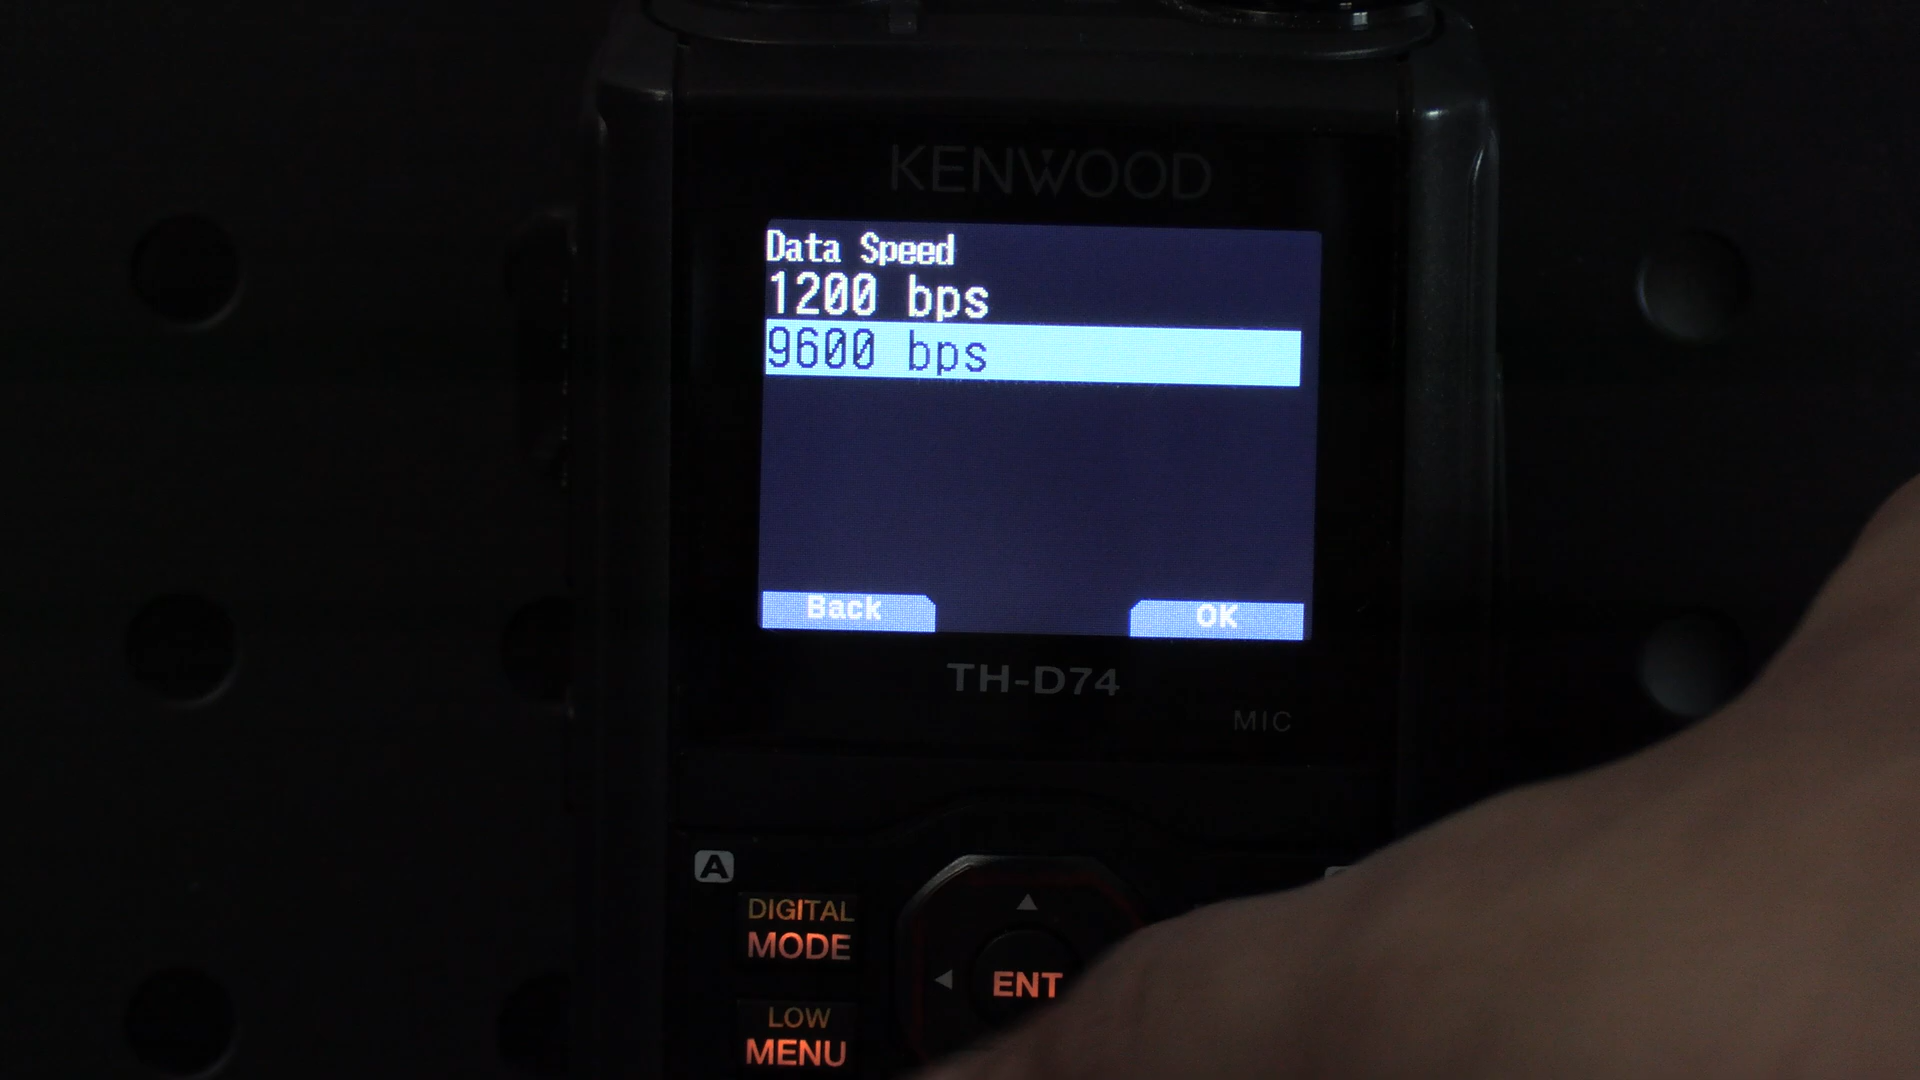 KENWOOD
Data Speed
1200 bps
9600 bps
Back
OK
TH-D74
MIC
A
DIGITAL
MODE
ENT
LOW
MENU